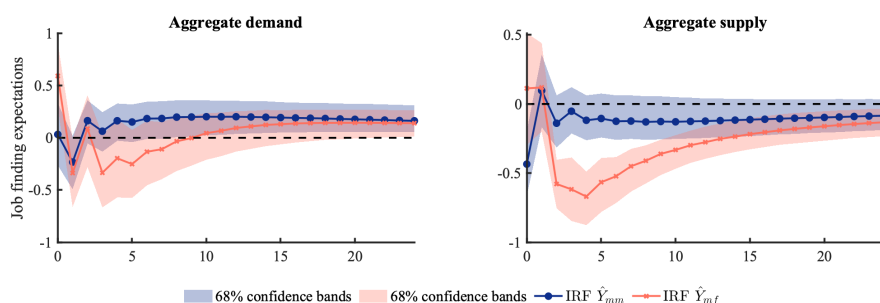 Aggregate demand
Job finding expectations
1
0.5
0
-0.5
-1
0 5 10 15 20
Aggregate supply
0.5
0
-0.5
-1
0 5 10 15 20
68% confidence bands 68% confidence bands IRF Ŷmm IRF Ŷmf